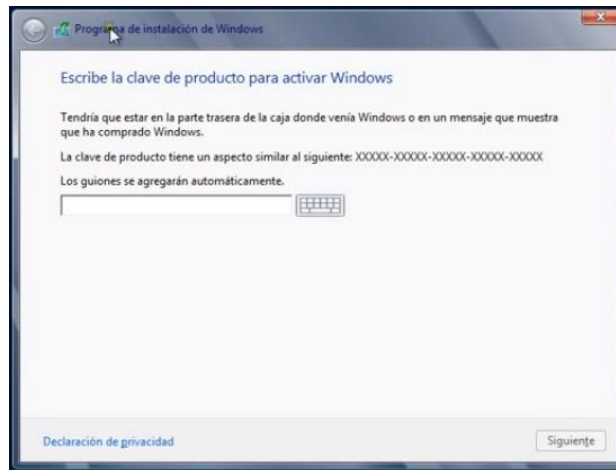 Programa de instalación de Windows
Escribe la clave de producto para activar Windows
Tendría que estar en la parte trasera de la caja donde venía Windows o en un mensaje que muestra
que ha comprado Windows.
La clave de producto tiene un aspecto similar al siguiente: XXXXX-XXXXX-XXXXX-XXXXX-XXXXX
Los guiones se agregarán automáticamente.
Declaración de privacidad
Siguiente